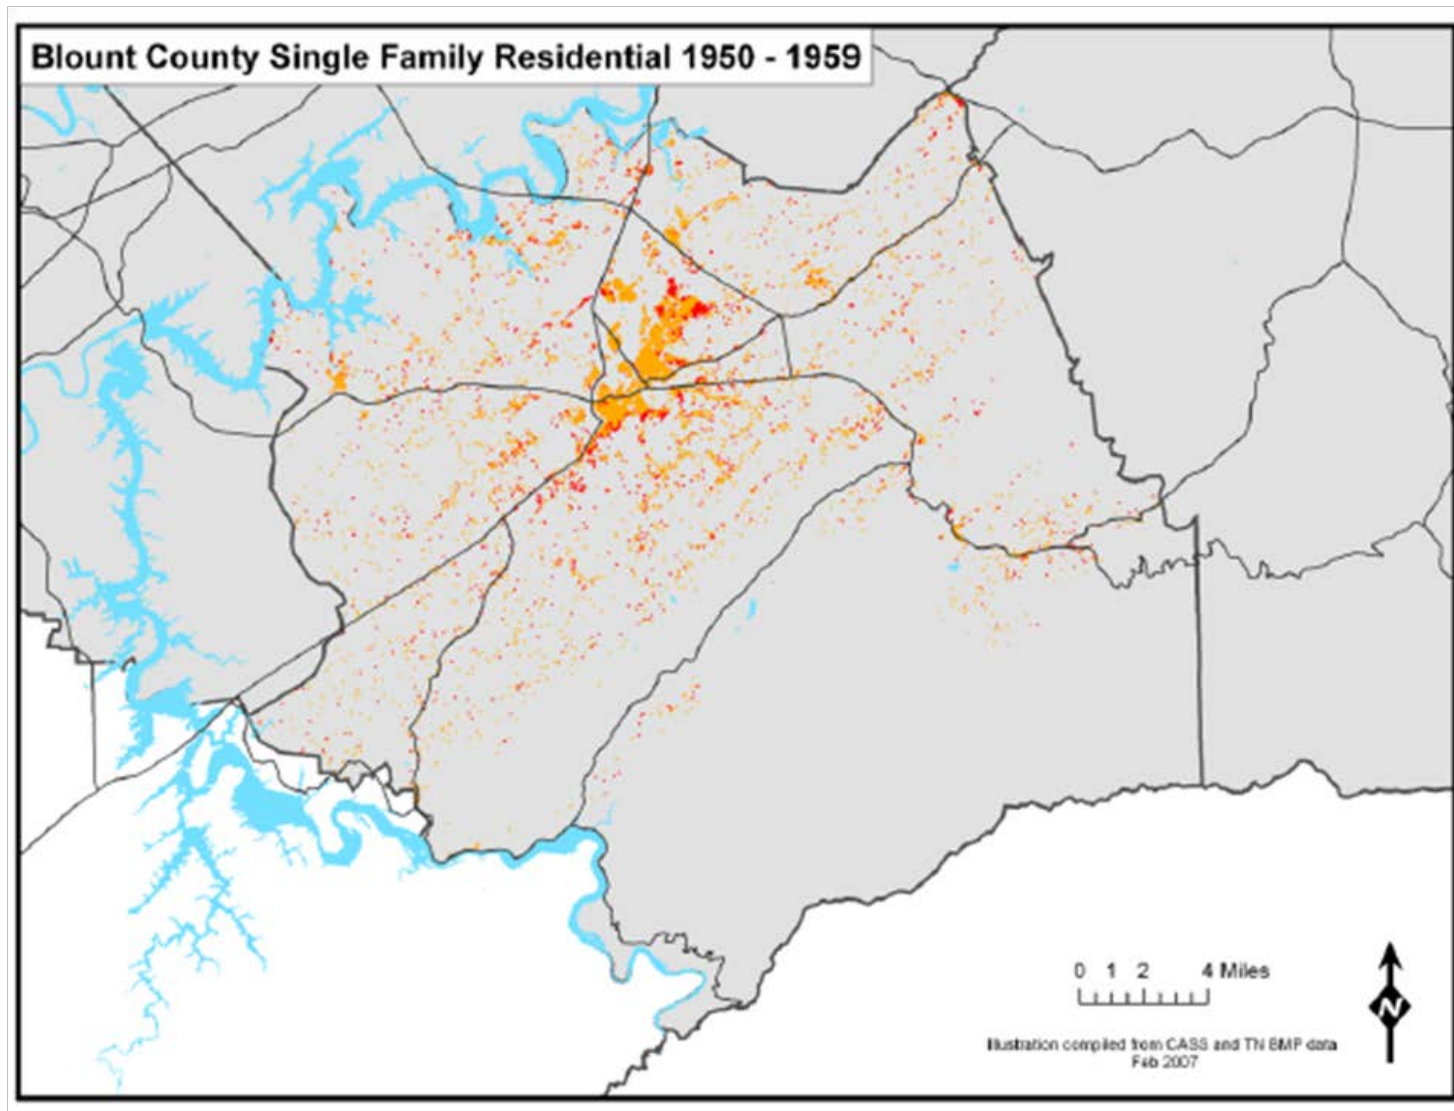 Blount County Single Family Residential 1950 - 1959
0 1 2 4 Miles
N
Illustration compiled from CASS and TN BMP data
Feb 2007